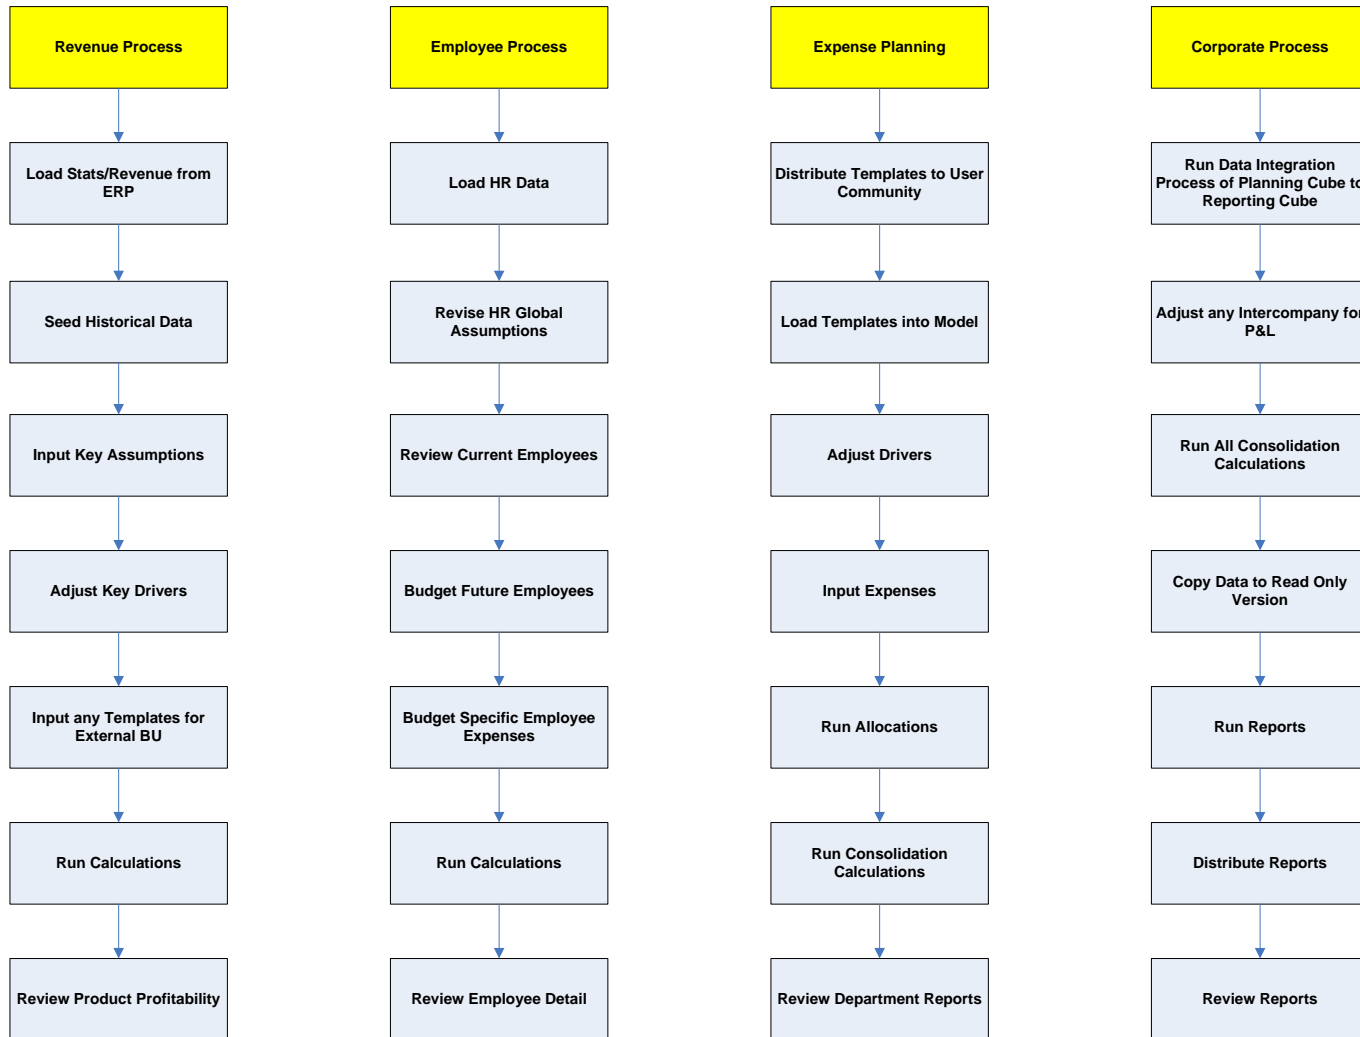 Revenue Process
Employee Process
Expense Planning
Corporate Process
Load Stats/Revenue from
ERP
Load HR Data
Distribute Templates to User
Community
Run Data Integration
Process of Planning Cube to
Reporting Cube
Seed Historical Data
Revise HR Global
Assumptions
Load Templates into Model
Adjust any Intercompany for
P&L
Input Key Assumptions
Review Current Employees
Adjust Drivers
Run All Consolidation
Calculations
Adjust Key Drivers
Budget Future Employees
Input Expenses
Copy Data to Read Only
Version
Input any Templates for
External BU
Budget Specific Employee
Expenses
Run Allocations
Run Reports
Run Calculations
Run Calculations
Run Consolidation
Calculations
Distribute Reports
Review Product Profitability
Review Employee Detail
Review Department Reports
Review Reports